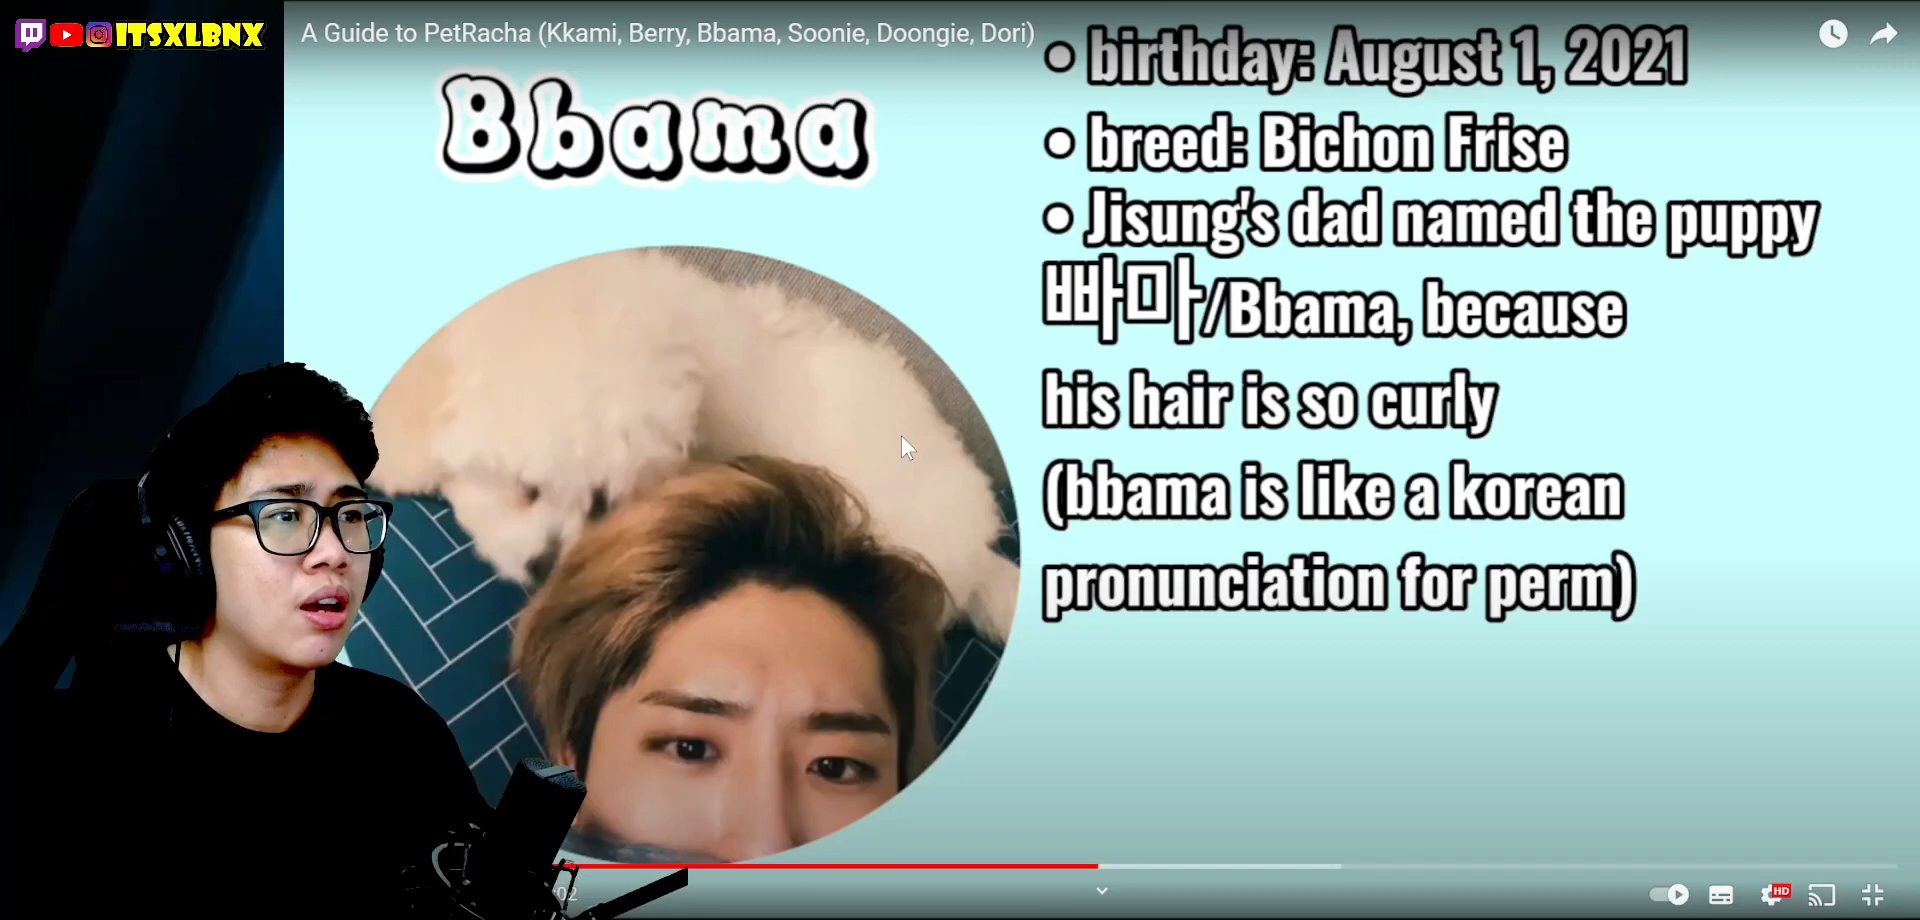 ITSXLBNX
A Guide to PetRacha (Kkami, Berry, Bbama, Soonie, Doongie, Dori)
Bbama
• birthday: August 1, 2021
• breed: Bichon Frise
• Jisung's dad named the puppy
빠마/Bbama, because
his hair is so curly
(bbama is like a korean
pronunciation for perm)
:02
HD